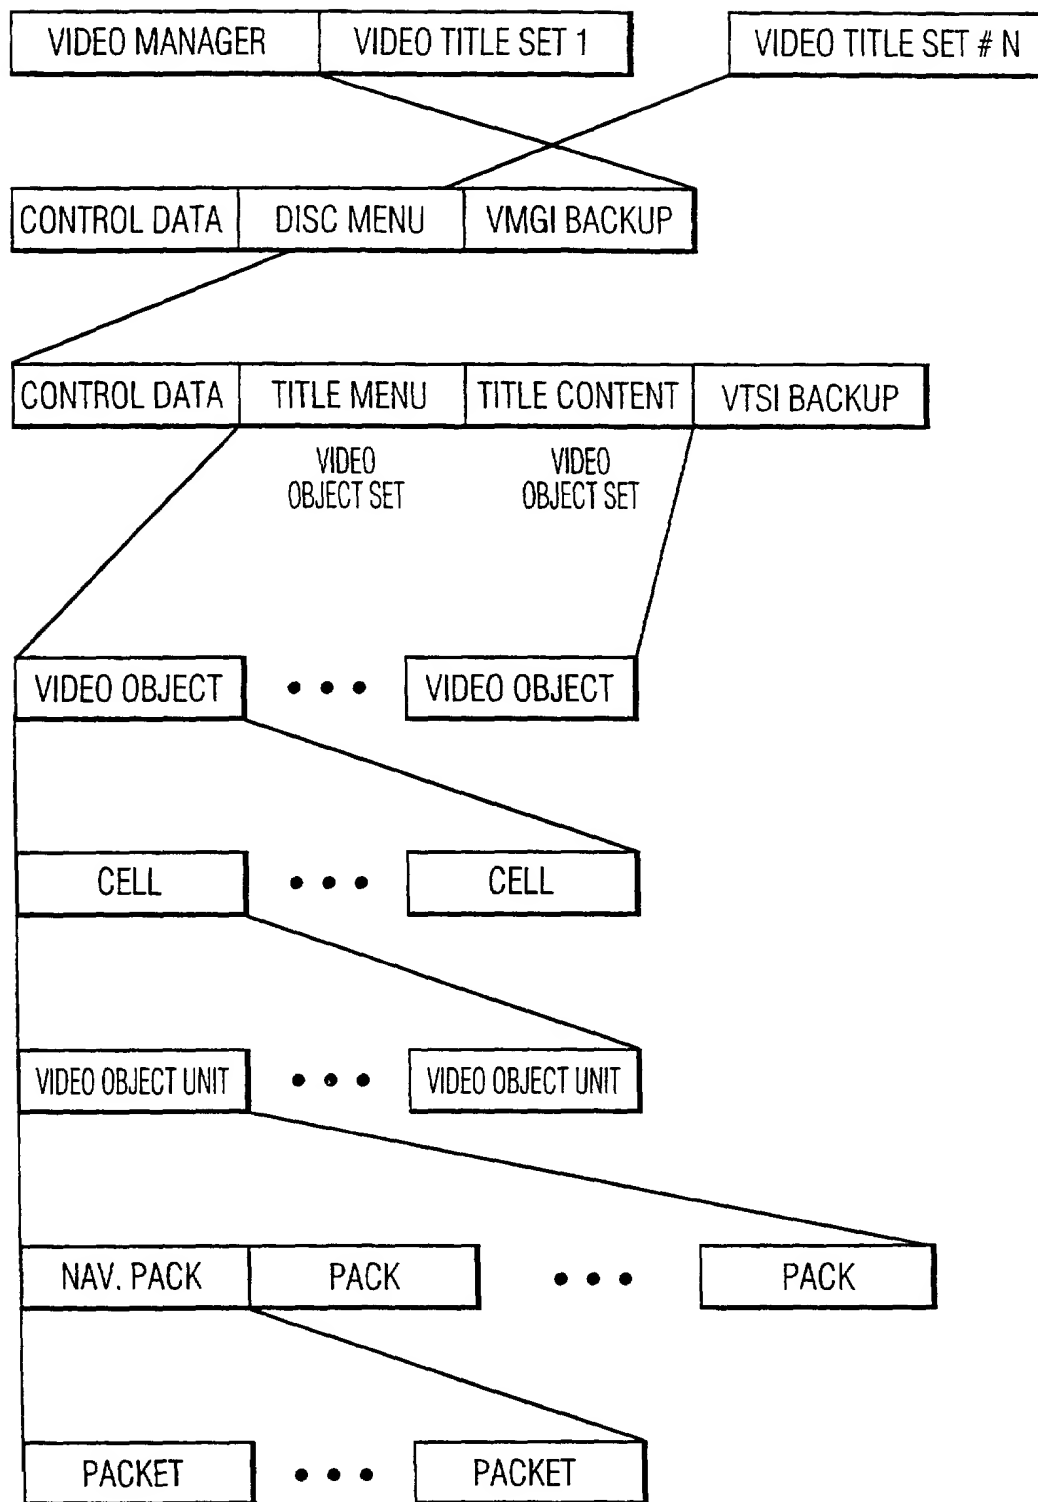 VIDEO MANAGER VIDEO TITLE SET 1 VIDEO TITLE SET # N
CONTROL DATA DISC MENU VMGI BACKUP
CONTROL DATA TITLE MENU TITLE CONTENT VTSI BACKUP
VIDEO OBJECT SET VIDEO OBJECT SET
VIDEO OBJECT • • • VIDEO OBJECT
CELL • • • CELL
VIDEO OBJECT UNIT • • • VIDEO OBJECT UNIT
NAV. PACK PACK • • • PACK
PACKET • • • PACKET